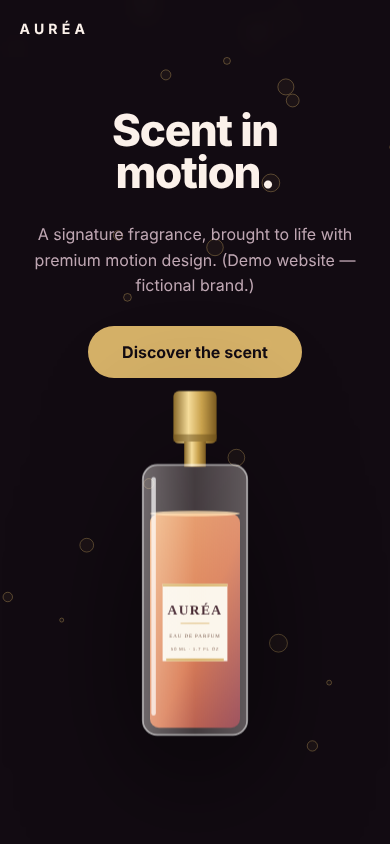 AURÉA
Scent in
motion.
A signature fragrance, brought to life with
premium motion design. (Demo website —
fictional brand.)
Discover the scent
AURÉA
EAU DE PARFUM
50 ML · 1.7 FL OZ